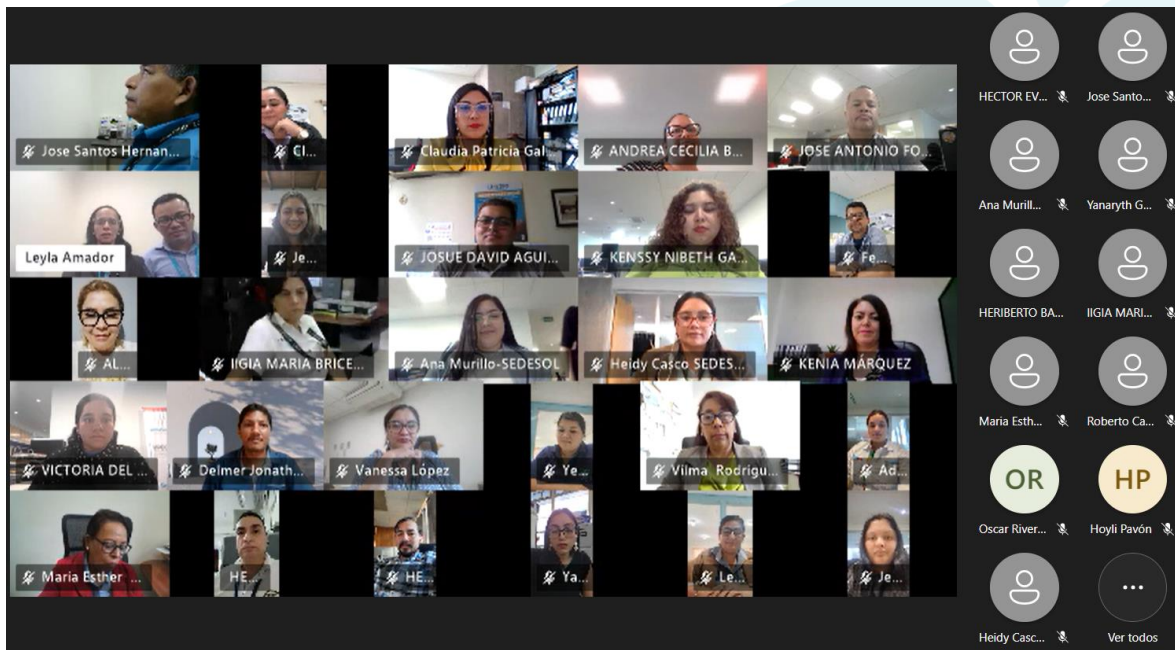 Jose Santos Hernan...
Cl...
Claudia Patricia Gal...
ANDREA CECILIA B...
JOSE ANTONIO FO...
Leyla Amador
Je...
JOSUE DAVID AGUI...
KENSSY NIBETH GA...
Fe...
AL...
IIGIA MARIA BRICE...
Ana Murillo-SEDESOL
Heidy Casco SEDES...
KENIA MÁRQUEZ
VICTORIA DEL ...
Delmer Jonath...
Vanessa López
Ye...
Vilma Rodrigu...
Ad...
Maria Esther ...
HE...
HE...
Ya...
Le...
Je...
HECTOR EV...
Jose Santo...
Ana Murill...
Yanaryth G...
HERIBERTO BA...
IIGIA MARI...
Maria Esth...
Roberto Ca...
OR
HP
Oscar River...
Hoyli Pavón
Heidy Casc...
Ver todos